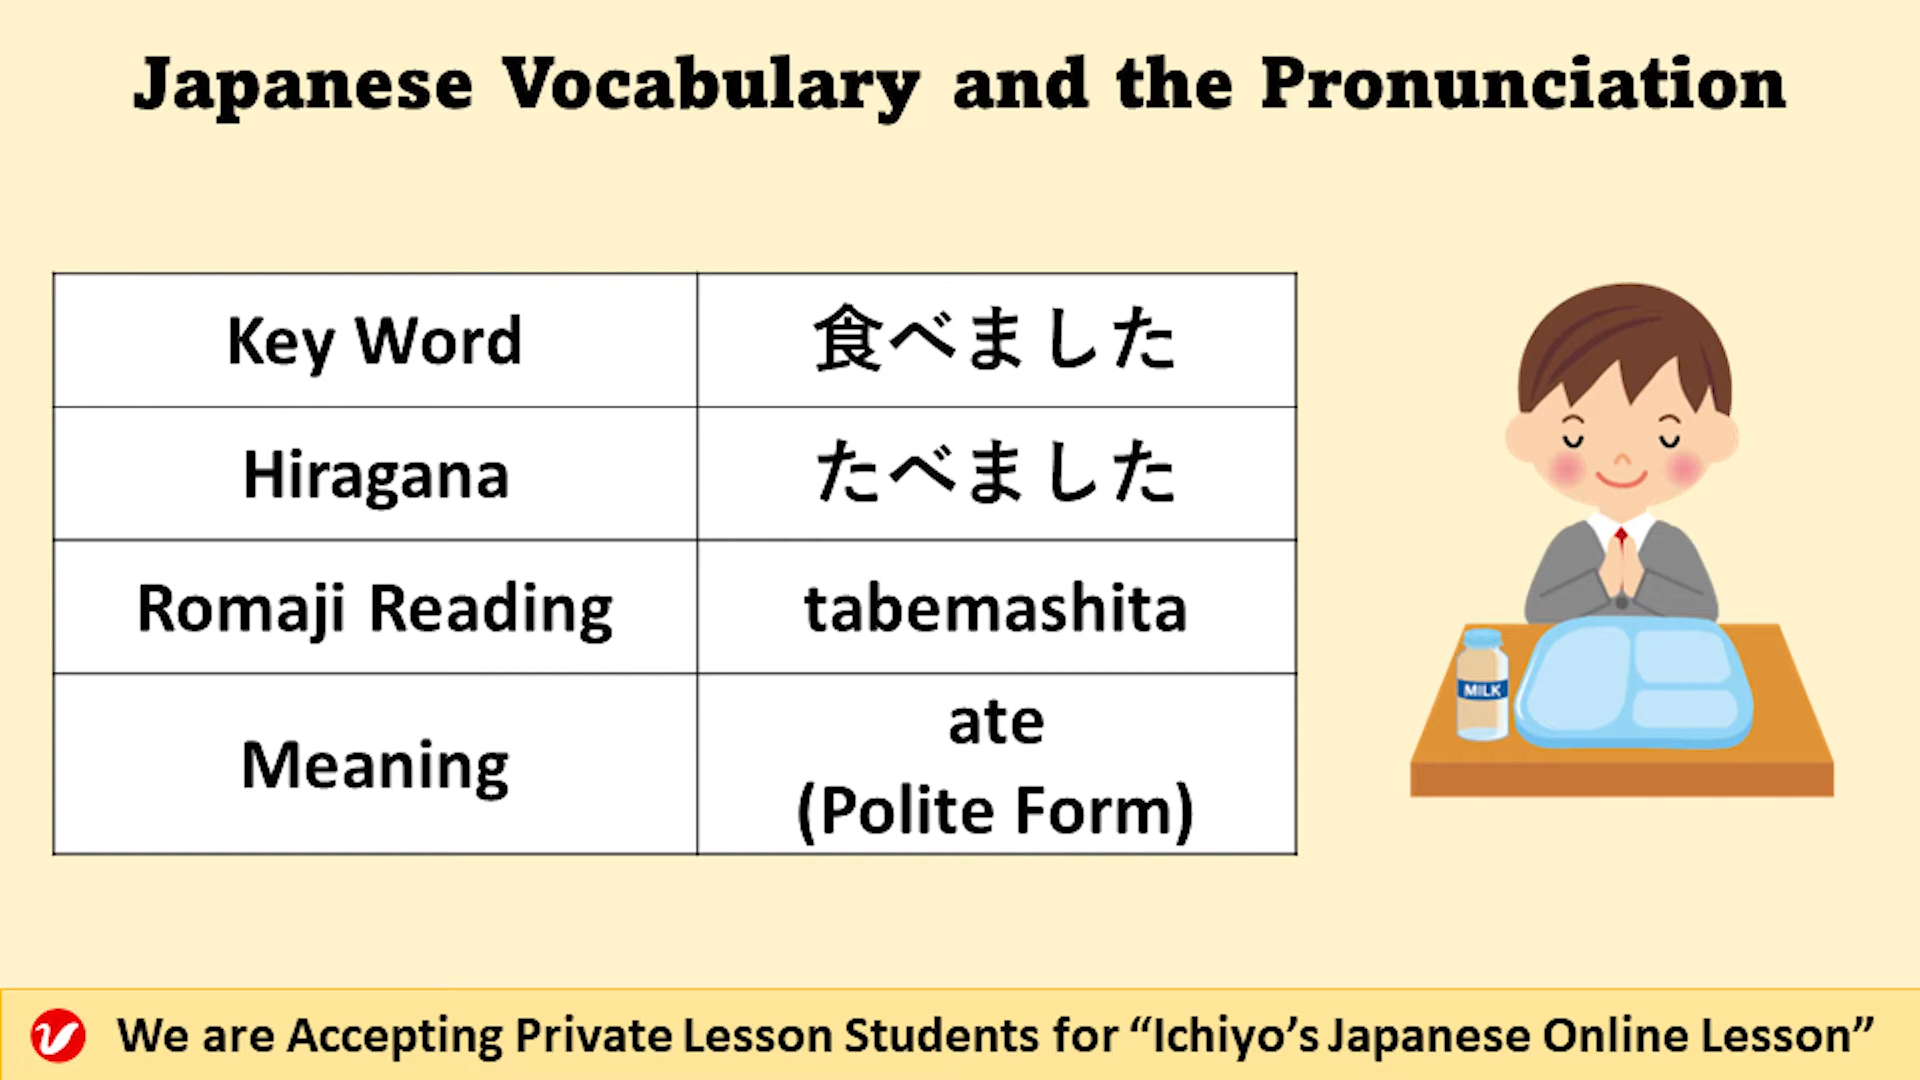 Japanese Vocabulary and the Pronunciation
Key Word 食べました
Hiragana たべました
Romaji Reading tabemashita
Meaning ate
(Polite Form)
MILK
We are Accepting Private Lesson Students for “Ichiyo’s Japanese Online Lesson”